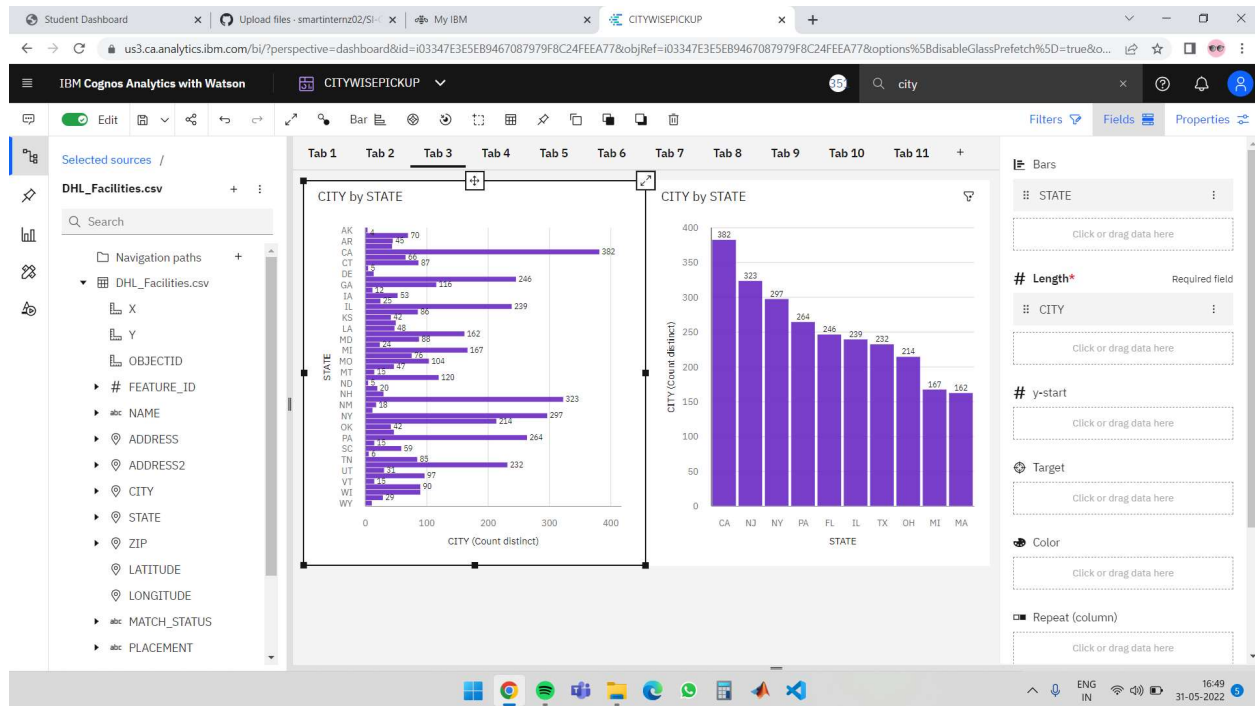 Student Dashboard
Upload files · smartinternz02/SI-
My IBM
CITYWISEPICKUP
us3.ca.analytics.ibm.com/bi/?perspective=dashboard&id=i03347E3E5EB9467087979F8C24FEEA77&objRef=i03347E3E5EB9467087979F8C24FEEA77&options%5BdisableGlassPrefetch%5D=true&o...
IBM Cognos Analytics with Watson
CITYWISEPICKUP
city
Edit
Bar
Filters
Fields
Properties
Selected sources /
DHL_Facilities.csv
Search
Navigation paths
DHL_Facilities.csv
X
Y
OBJECTID
# FEATURE_ID
abc NAME
ADDRESS
ADDRESS2
CITY
STATE
ZIP
LATITUDE
LONGITUDE
abc MATCH_STATUS
abc PLACEMENT
Tab 1 Tab 2 Tab 3 Tab 4 Tab 5 Tab 6 Tab 7 Tab 8 Tab 9 Tab 10 Tab 11 +
CITY by STATE
STATE
AK
AR
CA
CT
DE
GA
IA
IL
KS
LA
MD
MI
MO
MT
ND
NH
NM
NY
OK
PA
SC
TN
UT
VT
WI
WY
4
70
45
382
66
87
5
246
116
12
53
25
239
86
42
48
162
88
24
167
76
104
47
15
120
5
20
323
18
297
214
42
264
15
59
6
85
232
31
97
15
90
29
0 100 200 300 400
CITY (Count distinct)
CITY by STATE
CITY (Count distinct)
400
350
300
250
200
150
100
50
0
382 323 297 264 246 239 232 214 167 162
CA NJ NY PA FL IL TX OH MI MA
STATE
Bars
STATE
Click or drag data here
# Length*
Required field
CITY
Click or drag data here
# y-start
Click or drag data here
Target
Click or drag data here
Color
Click or drag data here
Repeat (column)
Click or drag data here
ENG
IN
16:49
31-05-2022
5